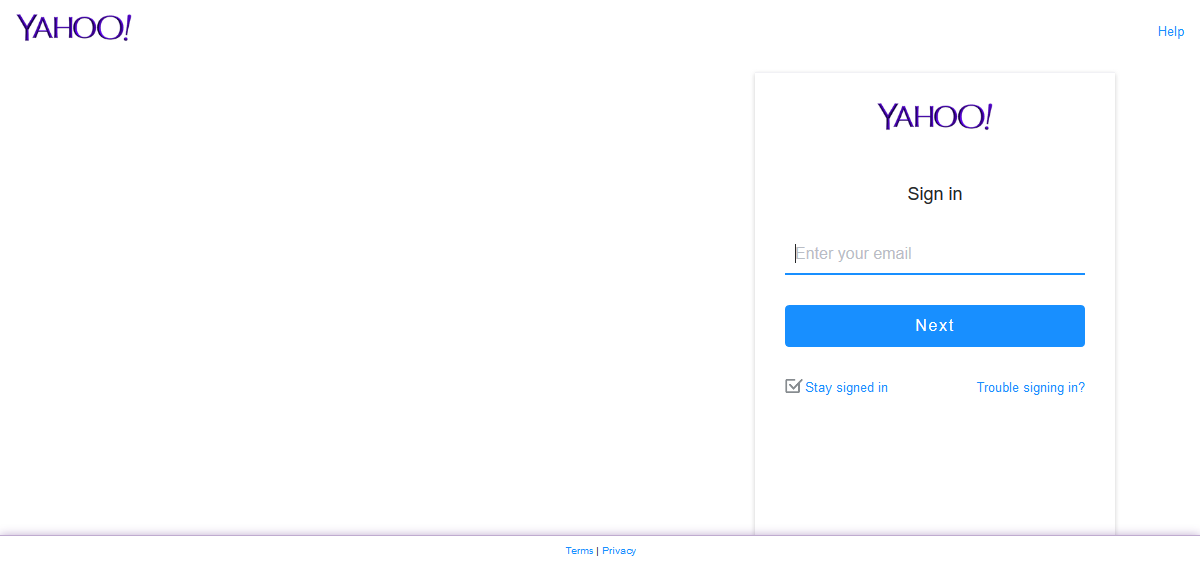 YAHOO!
Help
YAHOO!
Sign in
Enter your email
Next
Stay signed in
Trouble signing in?
Terms | Privacy